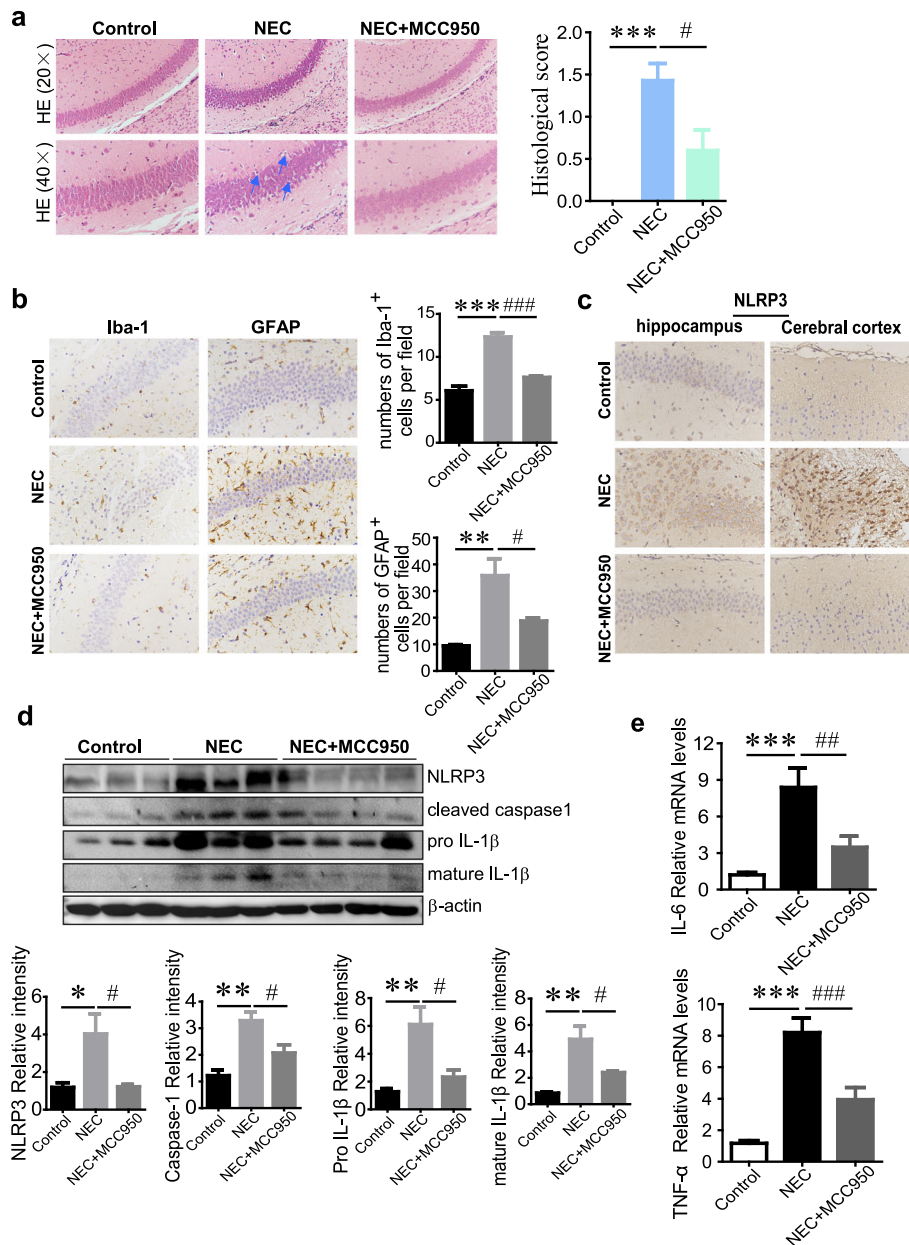 a
Control
NEC
NEC+MCC950
HE (20×)
HE (40×)
Histological score
2.0
1.5
1.0
0.5
0.0
***
#
Control
NEC
NEC+MCC950
b
Iba-1
GFAP
Control
NEC
NEC+MCC950
numbers of Iba-1+
cells per field
15
10
5
0
***
###
Control
NEC
NEC+MCC950
numbers of GFAP+
cells per field
50
40
30
20
10
0
**
#
Control
NEC
NEC+MCC950
c
NLRP3
hippocampus
Cerebral cortex
Control
NEC
NEC+MCC950
d
Control
NEC
NEC+MCC950
NLRP3
cleaved caspase1
pro IL-1β
mature IL-1β
β-actin
NLRP3 Relative intensity
6
4
2
0
*
#
Control
NEC
NEC+MCC950
Caspase-1 Relative intensity
4
3
2
1
0
**
#
Control
NEC
NEC+MCC950
Pro IL-1β Relative intensity
8
6
4
2
0
**
#
Control
NEC
NEC+MCC950
mature IL-1β Relative intensity
8
6
4
2
0
**
#
Control
NEC
NEC+MCC950
e
IL-6 Relative mRNA levels
12
9
6
3
0
***
##
Control
NEC
NEC+MCC950
TNF-α Relative mRNA levels
10
8
6
4
2
0
***
###
Control
NEC
NEC+MCC950